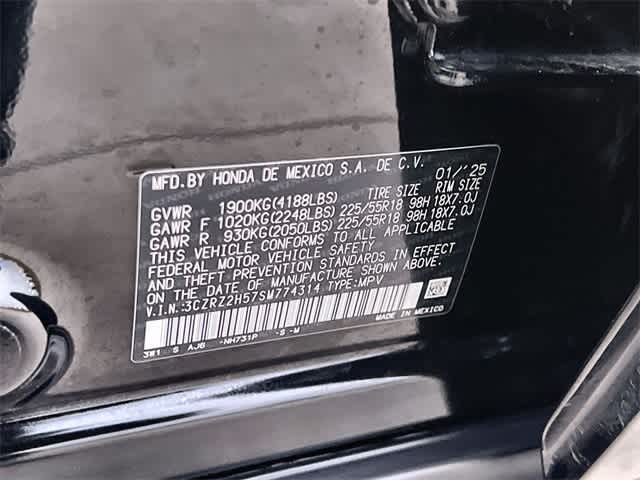 MFD.BY HONDA DE MEXICO S.A. DE C.V. 01/'25
TIRE SIZE RIM SIZE
GVWR 1900KG(4188LBS)
GAWR F 1020KG(2248LBS) 225/55R18 98H 18X7.0J
GAWR R 930KG(2050LBS) 225/55R18 98H 18X7.0J
THIS VEHICLE CONFORMS TO ALL APPLICABLE
FEDERAL MOTOR VEHICLE SAFETY
AND THEFT PREVENTION STANDARDS IN EFFECT
ON THE DATE OF MANUFACTURE SHOWN ABOVE.
V.I.N.:3CZRZ2H57SM774314 TYPE:MPV
MADE IN MEXICO
3W1 S AJ6 -NH731P -S -M